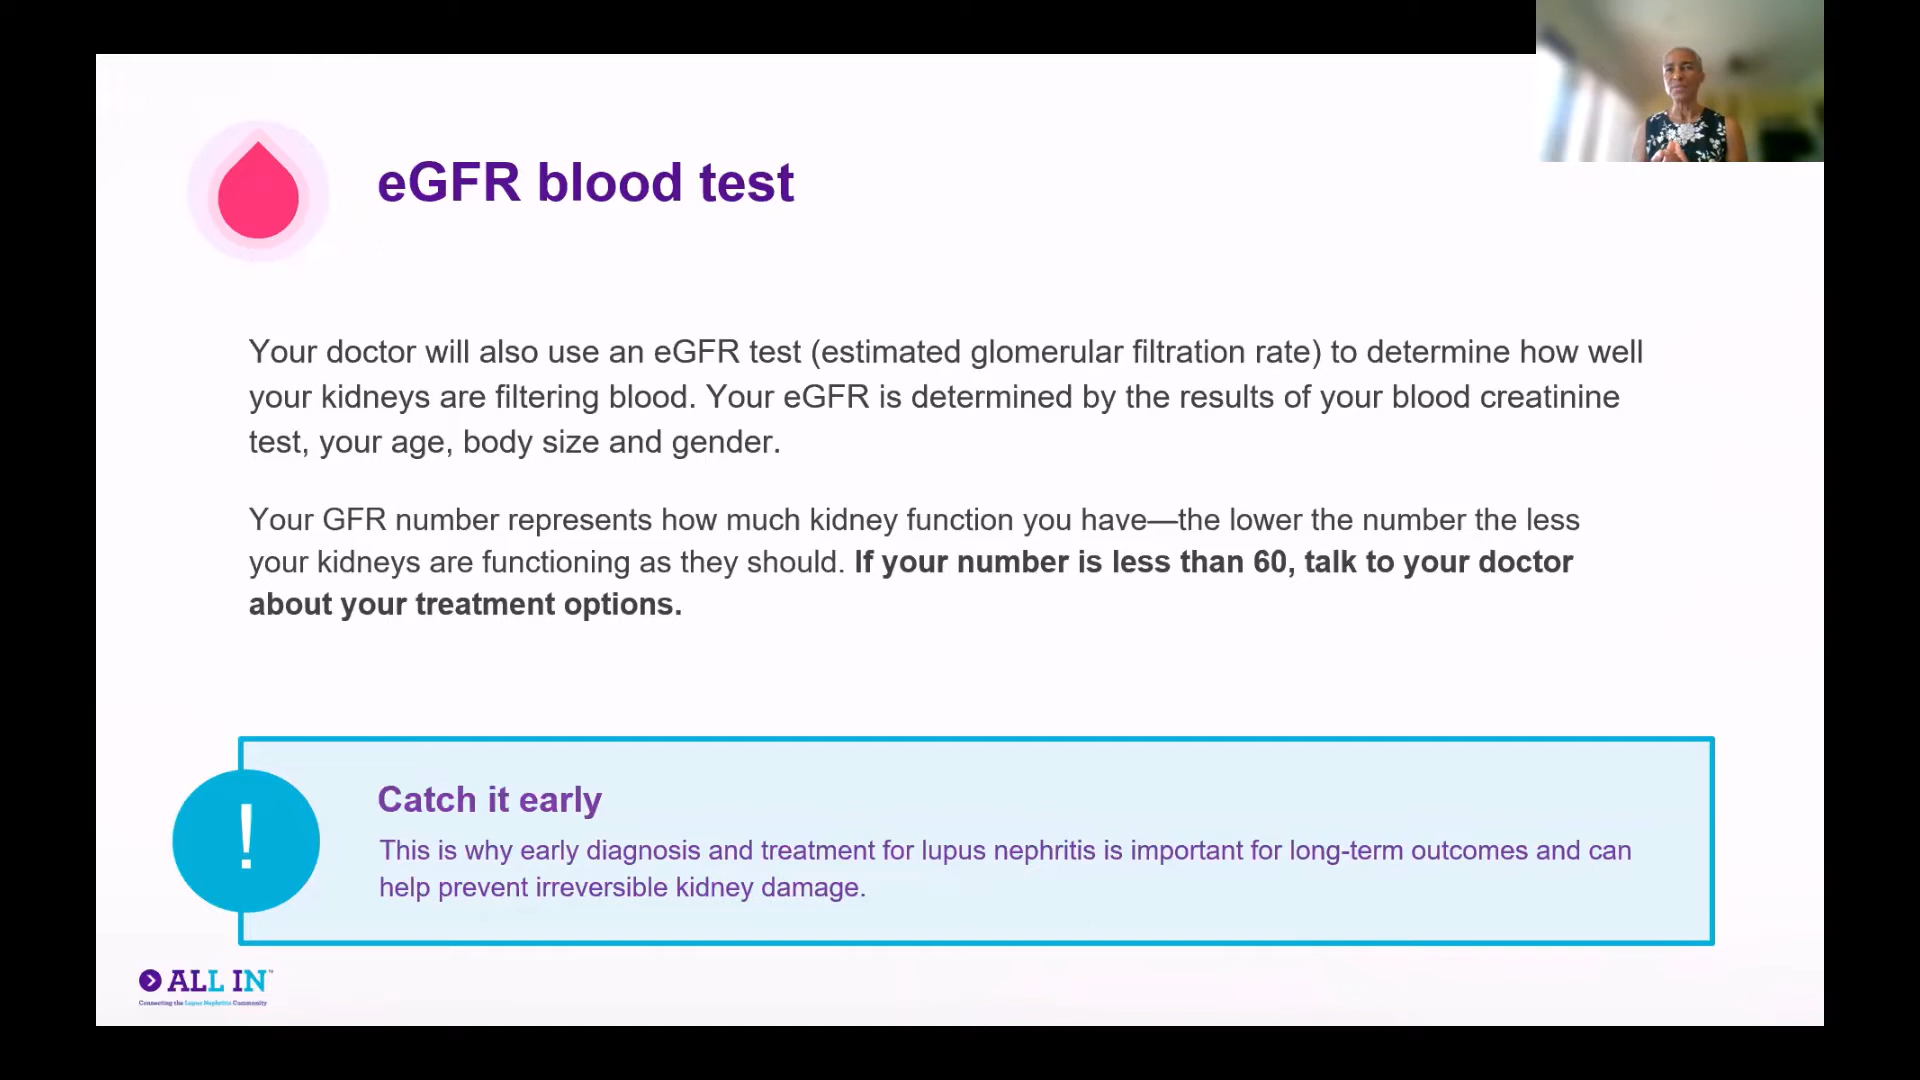 eGFR blood test
Your doctor will also use an eGFR test (estimated glomerular filtration rate) to determine how well
your kidneys are filtering blood. Your eGFR is determined by the results of your blood creatinine
test, your age, body size and gender.
Your GFR number represents how much kidney function you have—the lower the number the less
your kidneys are functioning as they should. If your number is less than 60, talk to your doctor
about your treatment options.
!
Catch it early
This is why early diagnosis and treatment for lupus nephritis is important for long-term outcomes and can
help prevent irreversible kidney damage.
ALL IN™
Connecting the Lupus Nephritis Community